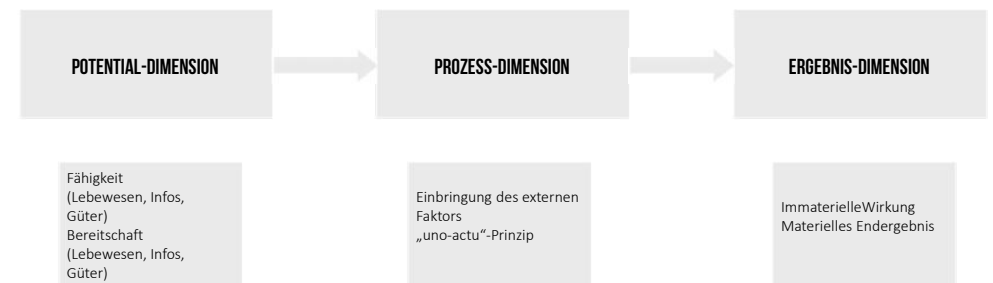 POTENTIAL-DIMENSION
PROZESS-DIMENSION
ERGEBNIS-DIMENSION
Fähigkeit
(Lebewesen, Infos,
Güter)
Bereitschaft
(Lebewesen, Infos,
Güter)
Einbringung des externen
Faktors
„uno-actu“-Prinzip
ImmaterielleWirkung
Materielles Endergebnis